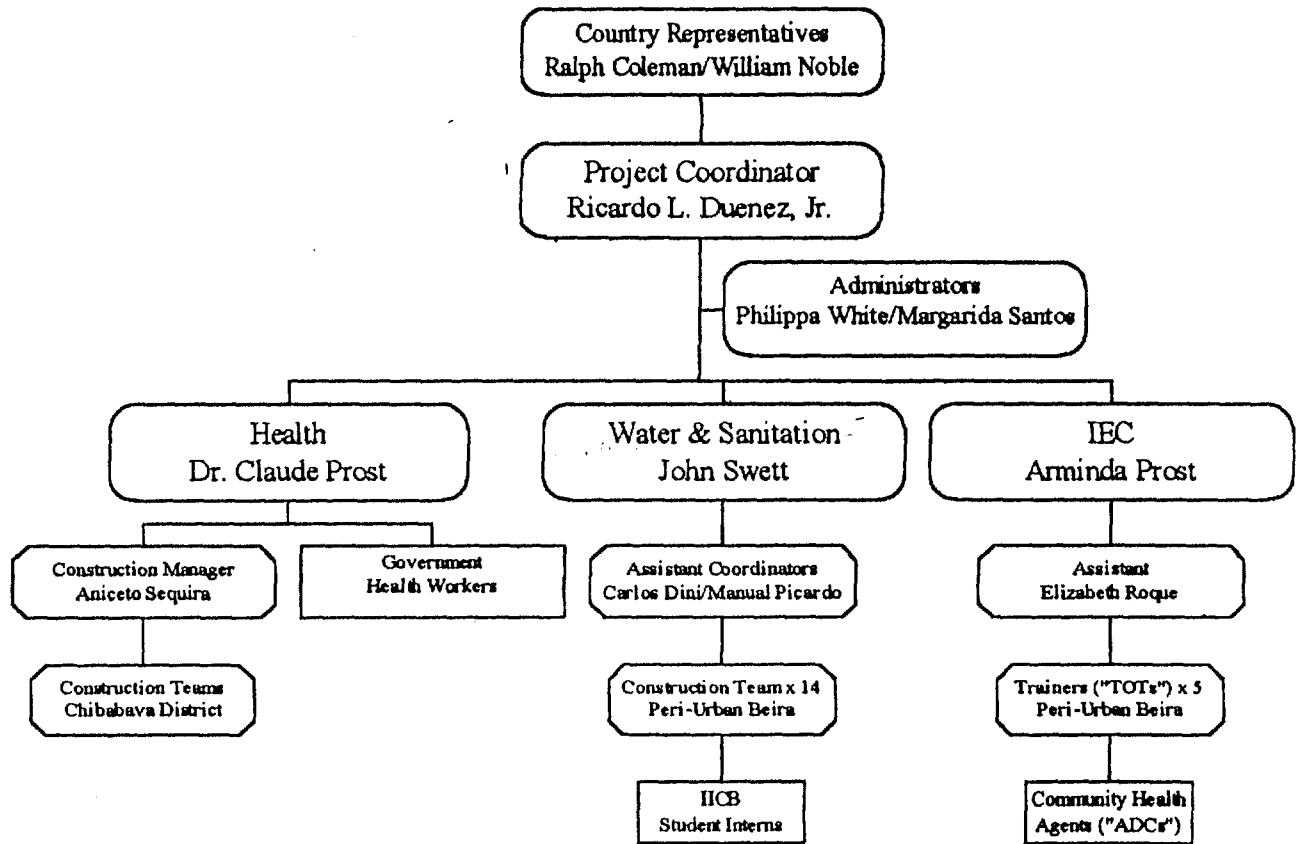 Country Representatives
Ralph Coleman/William Noble
Project Coordinator
Ricardo L. Duenez, Jr.
Administrators
Philippa White/Margarida Santos
Health
Dr. Claude Prost
Water & Sanitation
John Swett
IEC
Arminda Prost
Construction Manager
Aniceto Sequira
Government
Health Workers
Assistant Coordinators
Carlos Dini/Manual Picardo
Assistant
Elizabeth Roque
Construction Teams
Chibabava District
Construction Team x 14
Peri-Urban Beira
Trainers ("TOTs") x 5
Peri-Urban Beira
IICB
Student Interns
Community Health
Agents ("ADCs")